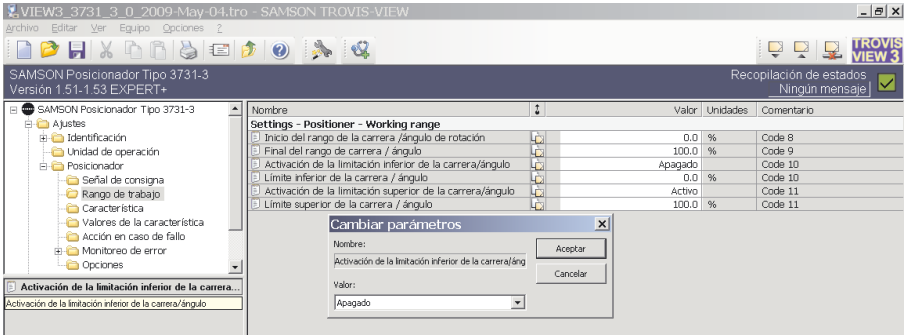 VIEW3_3731_3_0_2009-May-04.tro - SAMSON TROVIS-VIEW
Archivo Editar Ver Equipo Opciones ?
TROVIS
VIEW 3
SAMSON Posicionador Tipo 3731-3
Versión 1.51-1.53 EXPERT+
Recopilación de estados
Ningún mensaje
SAMSON Posicionador Tipo 3731-3
Ajustes
Identificación
Unidad de operación
Posicionador
Señal de consigna
Rango de trabajo
Característica
Valores de la característica
Acción en caso de fallo
Monitoreo de error
Opciones
Activación de la limitación inferior de la carrera...
Activación de la limitación inferior de la carrera/ángulo
Nombre Valor Unidades Comentario
Settings - Positioner - Working range
Inicio del rango de la carrera /ángulo de rotación 0.0 % Code 8
Final del rango de carrera / ángulo 100.0 % Code 9
Activación de la limitación inferior de la carrera/ángulo Apagado Code 10
Límite inferior de la carrera / ángulo 0.0 % Code 10
Activación de la limitación superior de la carrera/ángulo Activo Code 11
Límite superior de la carrera / ángulo 100.0 % Code 11
Cambiar parámetros
Nombre:
Activación de la limitación inferior de la carrera/áng
Valor:
Apagado
Aceptar
Cancelar